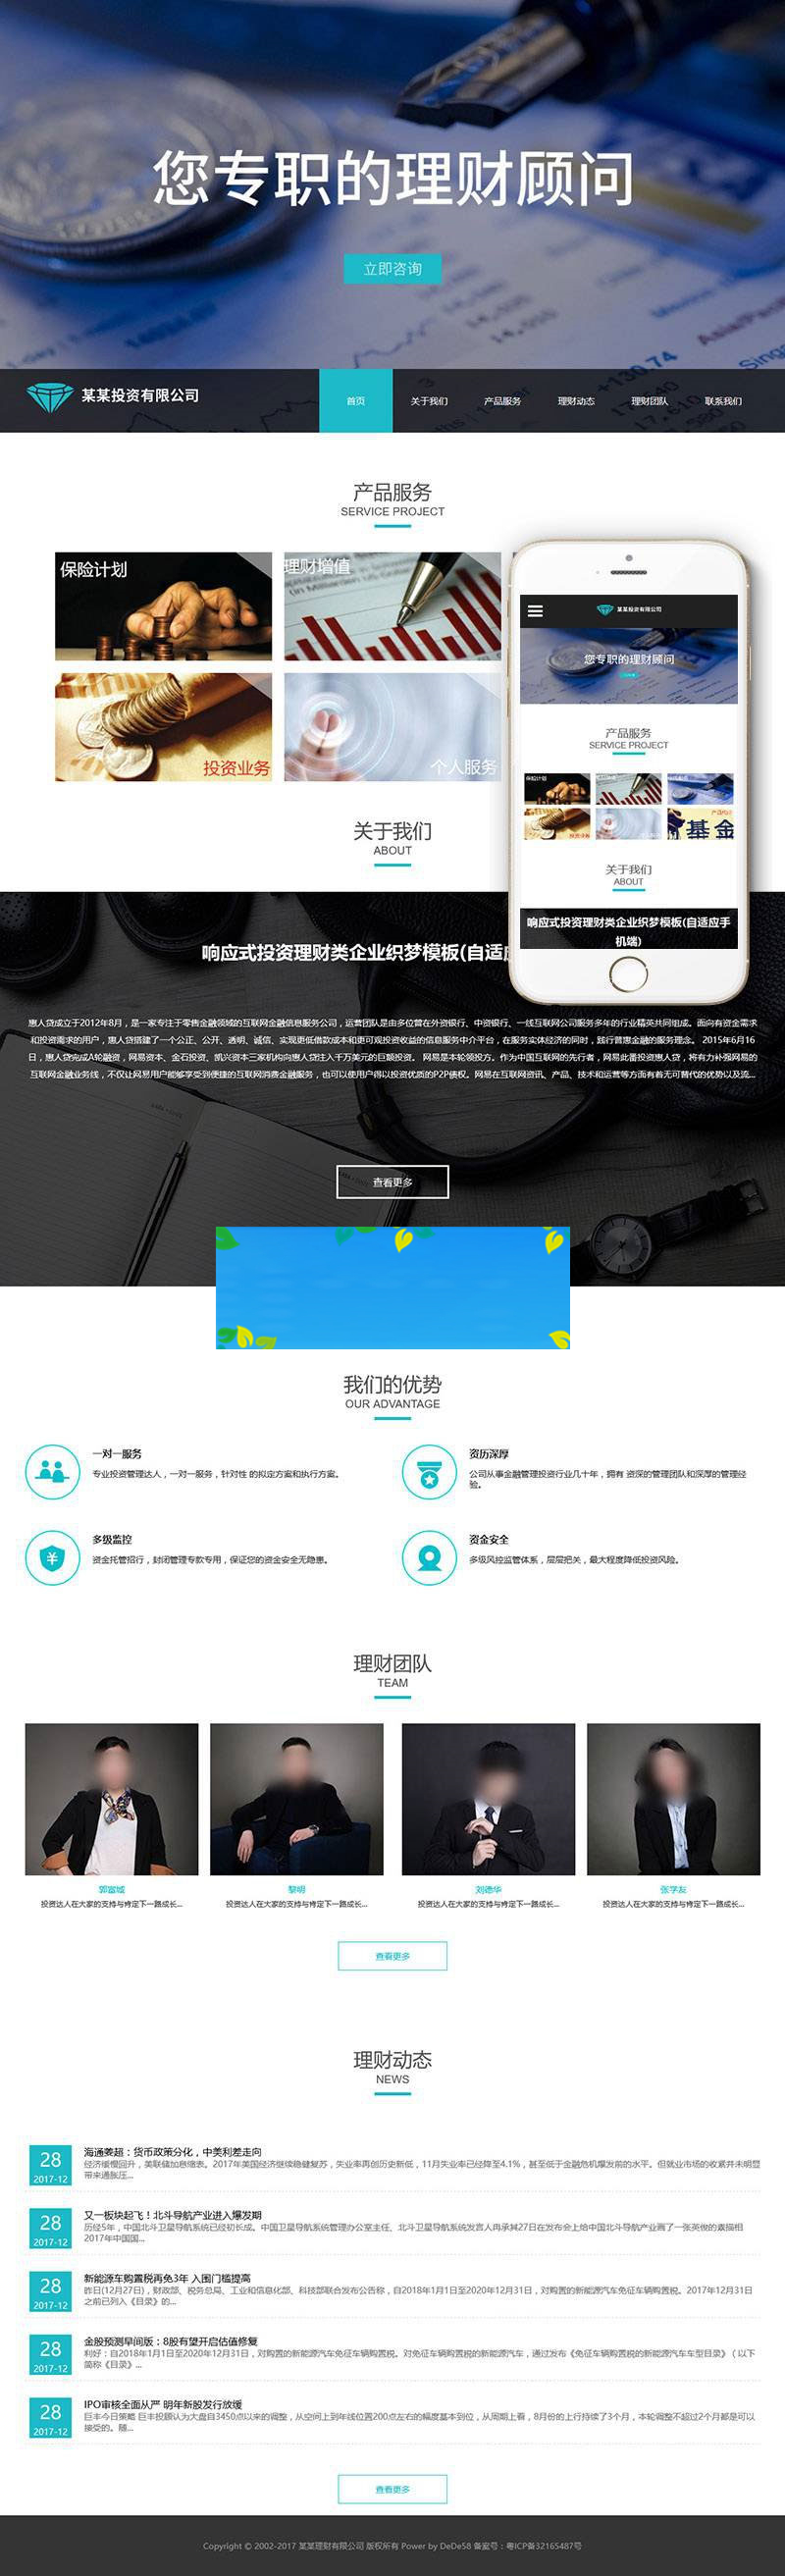 您专职的理财顾问
立即咨询
某某投资有限公司
首页
关于我们
产品服务
理财动态
理财团队
联系我们
产品服务
SERVICE PROJECT
保险计划
理财增值
投资业务
个人服务
某某投资有限公司
您专职的理财顾问
产品服务
SERVICE PROJECT
基金
关于我们
ABOUT
响应式投资理财类企业织梦模板(自适应手
机端)
关于我们
ABOUT
响应式投资理财类企业织梦模板(自适应
惠人贷成立于2012年8月，是一家专注于零售金融领域的互联网金融信息服务公司，运营团队是由多位曾在外资银行、中资银行、一线互联网公司服务多年的行业精英共同组成。面向有资金需求
和投资需求的用户，惠人贷搭建了一个公正、公开、透明、诚信、实现更低借款成本和更可观投资收益的信息服务中介平台，在服务实体经济的同时，践行普惠金融的服务理念。 2015年6月16
日，惠人贷完成A轮融资，网易资本、金石投资、凯兴资本三家机构向惠人贷注入千万美元的巨额投资。 网易是本轮领投方。作为中国互联网的先行者，网易此番投资惠人贷，将有力补强网易的
互联网金融业务线，不仅让网易用户能够享受到便捷的互联网消费金融服务，也可以使用户得以投资优质的P2P债权。网易在互联网资讯、产品、技术和运营等方面有着无可替代的优势以及流...
查看更多
我们的优势
OUR ADVANTAGE
一对一服务
专业投资管理达人，一对一服务，针对性 的拟定方案和执行方案。
资历深厚
公司从事金融管理投资行业几十年，拥有 资深的管理团队和深厚的管理经
验。
多级监控
资金托管招行，封闭管理专款专用，保证您的资金安全无隐患。
资金安全
多级风控监管体系，层层把关，最大程度降低投资风险。
理财团队
TEAM
郭富城
投资达人在大家的支持与肯定下一路成长...
黎明
投资达人在大家的支持与肯定下一路成长...
刘德华
投资达人在大家的支持与肯定下一路成长...
张学友
投资达人在大家的支持与肯定下一路成长...
查看更多
理财动态
NEWS
28
2017-12
海通姜超：货币政策分化，中美利差走向
经济缓慢回升，美联储加息缩表。2017年美国经济继续稳健复苏，失业率再创历史新低，11月失业率已经降至4.1%，甚至低于金融危机爆发前的水平。但就业市场的收紧并未明显
带来通胀压...
28
2017-12
又一板块起飞！北斗导航产业进入爆发期
历经5年，中国北斗卫星导航系统已经初长成。中国卫星导航系统管理办公室主任、北斗卫星导航系统发言人冉承其27日在发布会上给中国北斗导航产业画了一张英俊的素描相
2017年中国国...
28
2017-12
新能源车购置税再免3年 入围门槛提高
昨日(12月27日)，财政部、税务总局、工业和信息化部、科技部联合发布公告称，自2018年1月1日至2020年12月31日，对购置的新能源汽车免征车辆购置税。2017年12月31日
之前已列入《目录》的...
28
2017-12
金股预测早间版：8股有望开启估值修复
利好：自2018年1月1日至2020年12月31日，对购置的新能源汽车免征车辆购置税。对免征车辆购置税的新能源汽车，通过发布《免征车辆购置税的新能源汽车车型目录》（以下
简称《目录》...
28
2017-12
IPO审核全面从严 明年新股发行放缓
巨丰今日策略 巨丰投顾认为大盘自3450点以来的调整，从空间上到年线位置200点左右的幅度基本到位，从周期上看，8月份的上行持续了3个月，本轮调整不超过2个月都是可以
接受的。随...
查看更多
Copyright © 2002-2017 某某理财有限公司 版权所有 Power by DeDe58 备案号：粤ICP备32165487号